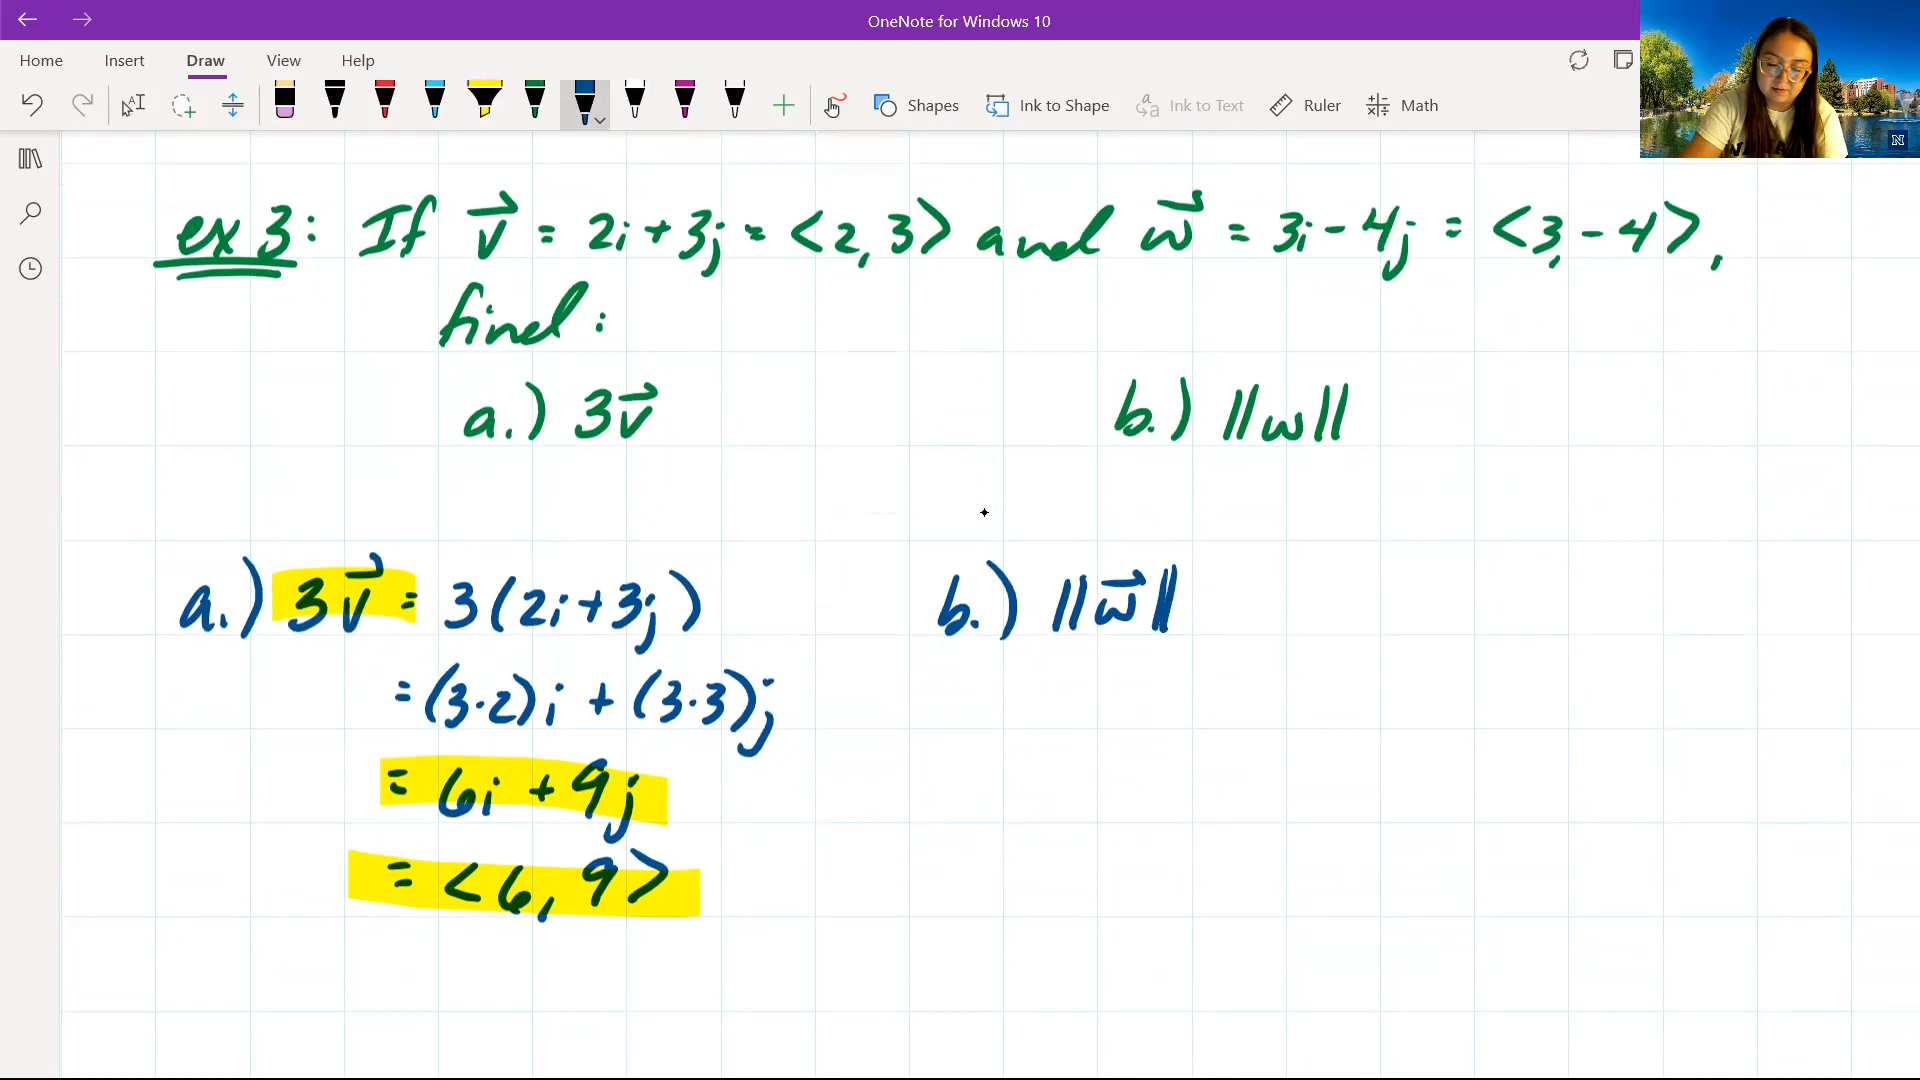 OneNote for Windows 10
Home Insert Draw View Help
Shapes Ink to Shape Ink to Text Ruler Math
ex 3: If v⃗ = 2i + 3j = <2, 3> and w⃗ = 3i - 4j = <3, -4>,
find:
a.) 3v⃗ b.) ||w||
a.) 3v⃗ = 3(2i + 3j) b.) ||w⃗||
= (3·2)i + (3·3)j
= 6i + 9j
= <6, 9>